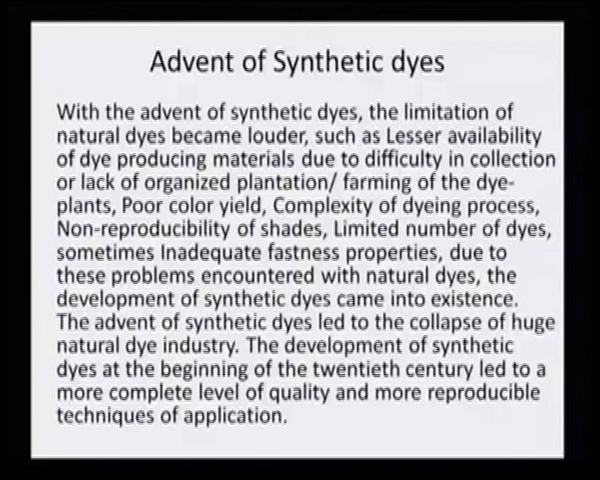 Advent of Synthetic dyes
With the advent of synthetic dyes, the limitation of
natural dyes became louder, such as Lesser availability
of dye producing materials due to difficulty in collection
or lack of organized plantation/ farming of the dye-
plants, Poor color yield, Complexity of dyeing process,
Non-reproducibility of shades, Limited number of dyes,
sometimes Inadequate fastness properties, due to
these problems encountered with natural dyes, the
development of synthetic dyes came into existence.
The advent of synthetic dyes led to the collapse of huge
natural dye industry. The development of synthetic
dyes at the beginning of the twentieth century led to a
more complete level of quality and more reproducible
techniques of application.